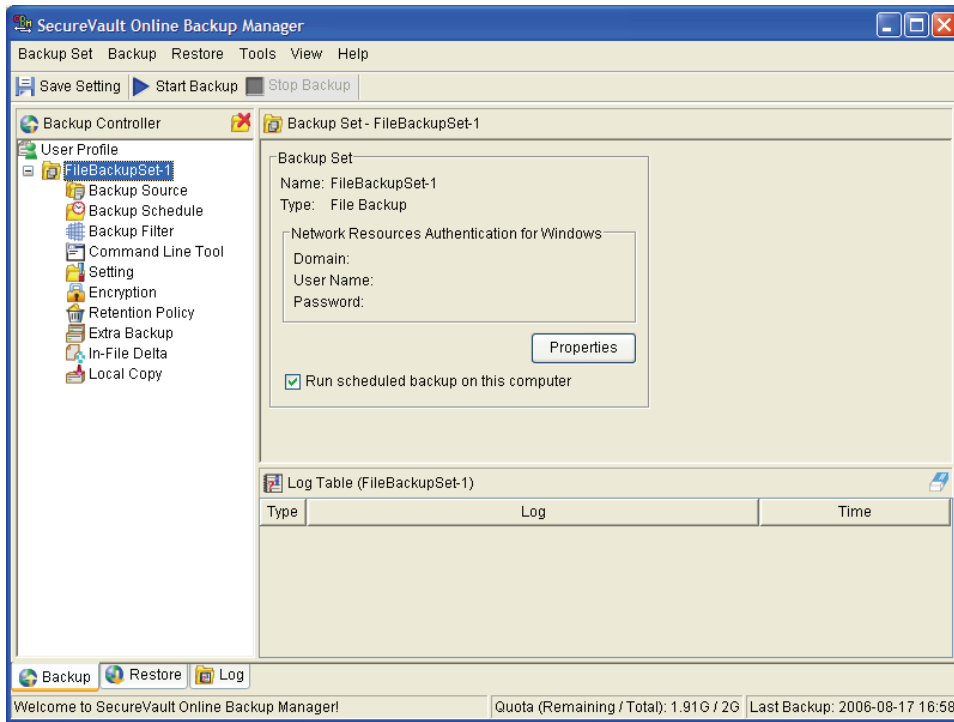 SecureVault Online Backup Manager
Backup Set Backup Restore Tools View Help
Save Setting Start Backup Stop Backup
Backup Controller
User Profile
FileBackupSet-1
Backup Source
Backup Schedule
Backup Filter
Command Line Tool
Setting
Encryption
Retention Policy
Extra Backup
In-File Delta
Local Copy
Backup Set - FileBackupSet-1
Backup Set
Name: FileBackupSet-1
Type: File Backup
Network Resources Authentication for Windows
Domain:
User Name:
Password:
Properties
Run scheduled backup on this computer
Log Table (FileBackupSet-1)
Type Log Time
Backup Restore Log
Welcome to SecureVault Online Backup Manager! Quota (Remaining / Total): 1.91G / 2G Last Backup: 2006-08-17 16:58